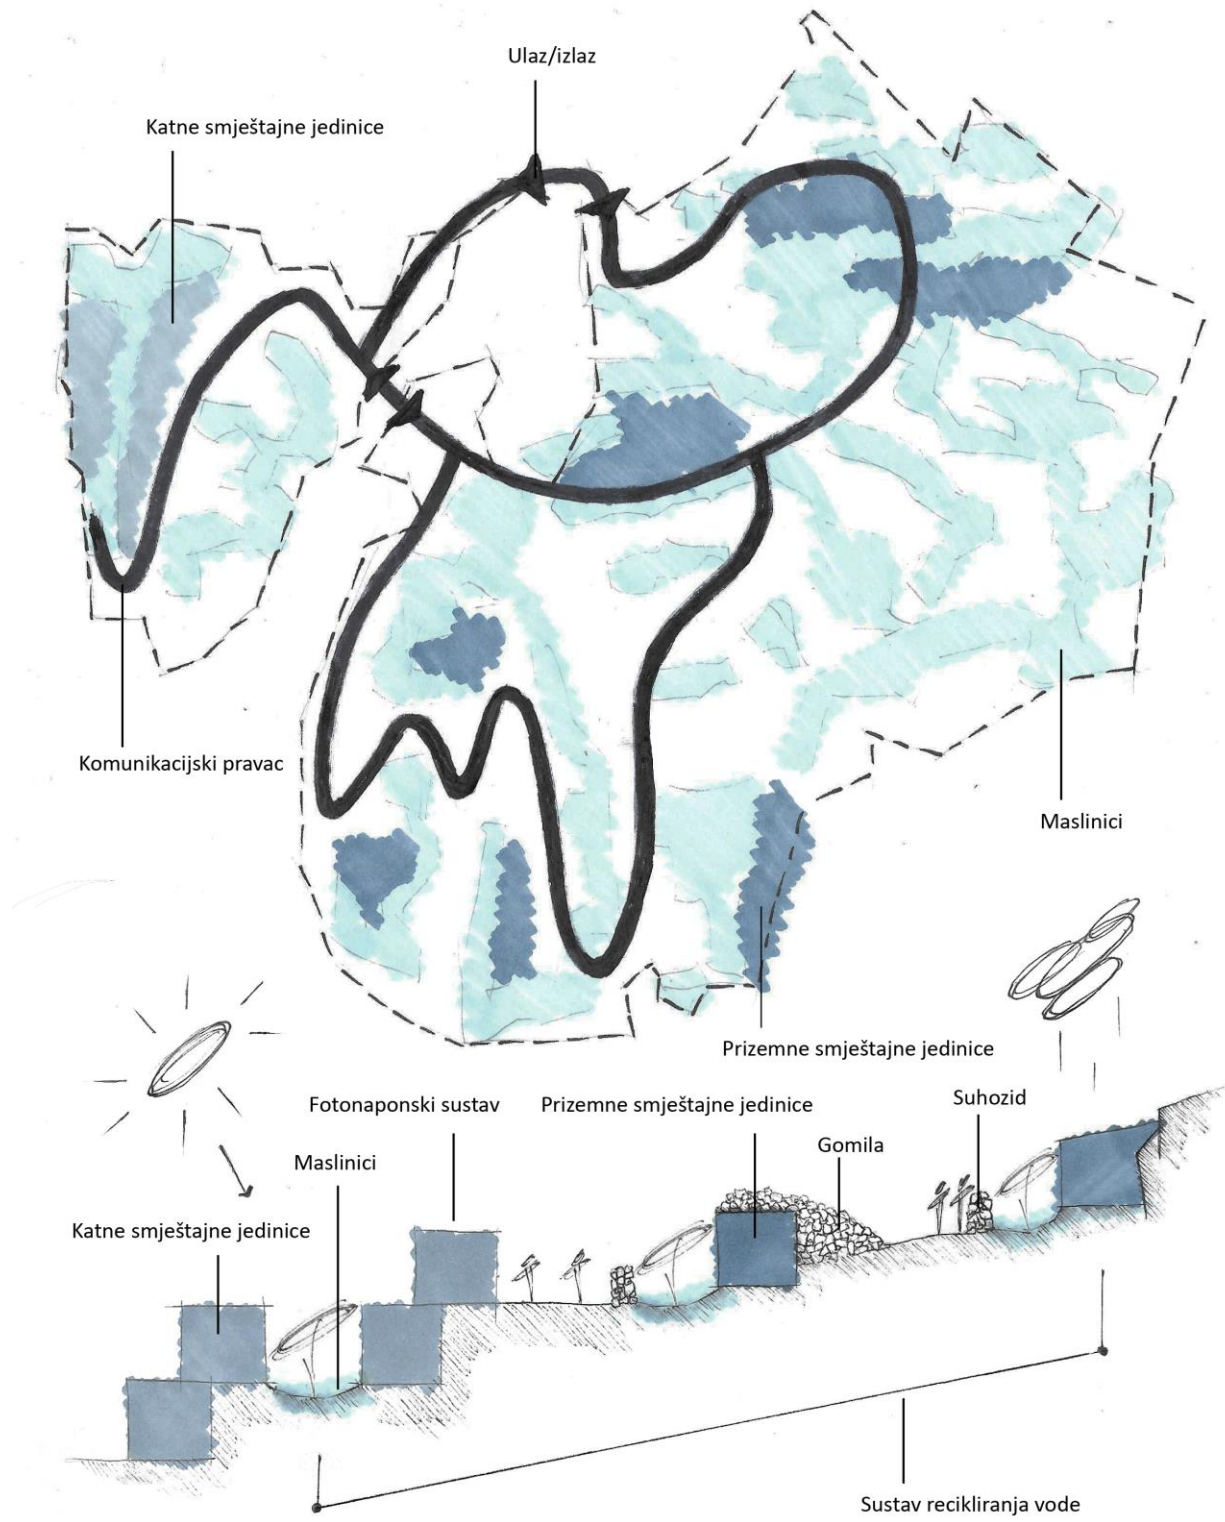 Ulaz/izlaz
Katne smještajne jedinice
Komunikacijski pravac
Maslinici
Prizemne smještajne jedinice
Fotonaponski sustav
Prizemne smještajne jedinice
Suhozid
Gomila
Maslinici
Katne smještajne jedinice
Sustav recikliranja vode